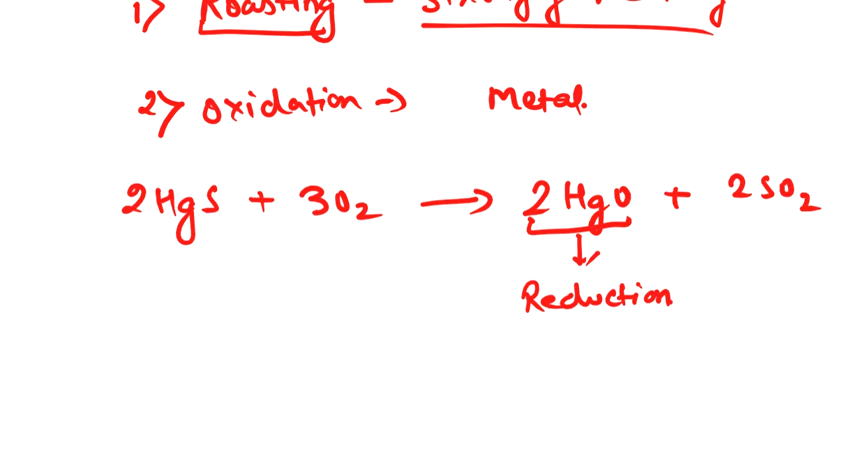 1> Roasting –
2> Oxidation → Metal.
2HgS + 3O₂ → 2HgO + 2SO₂
↓
Reduction